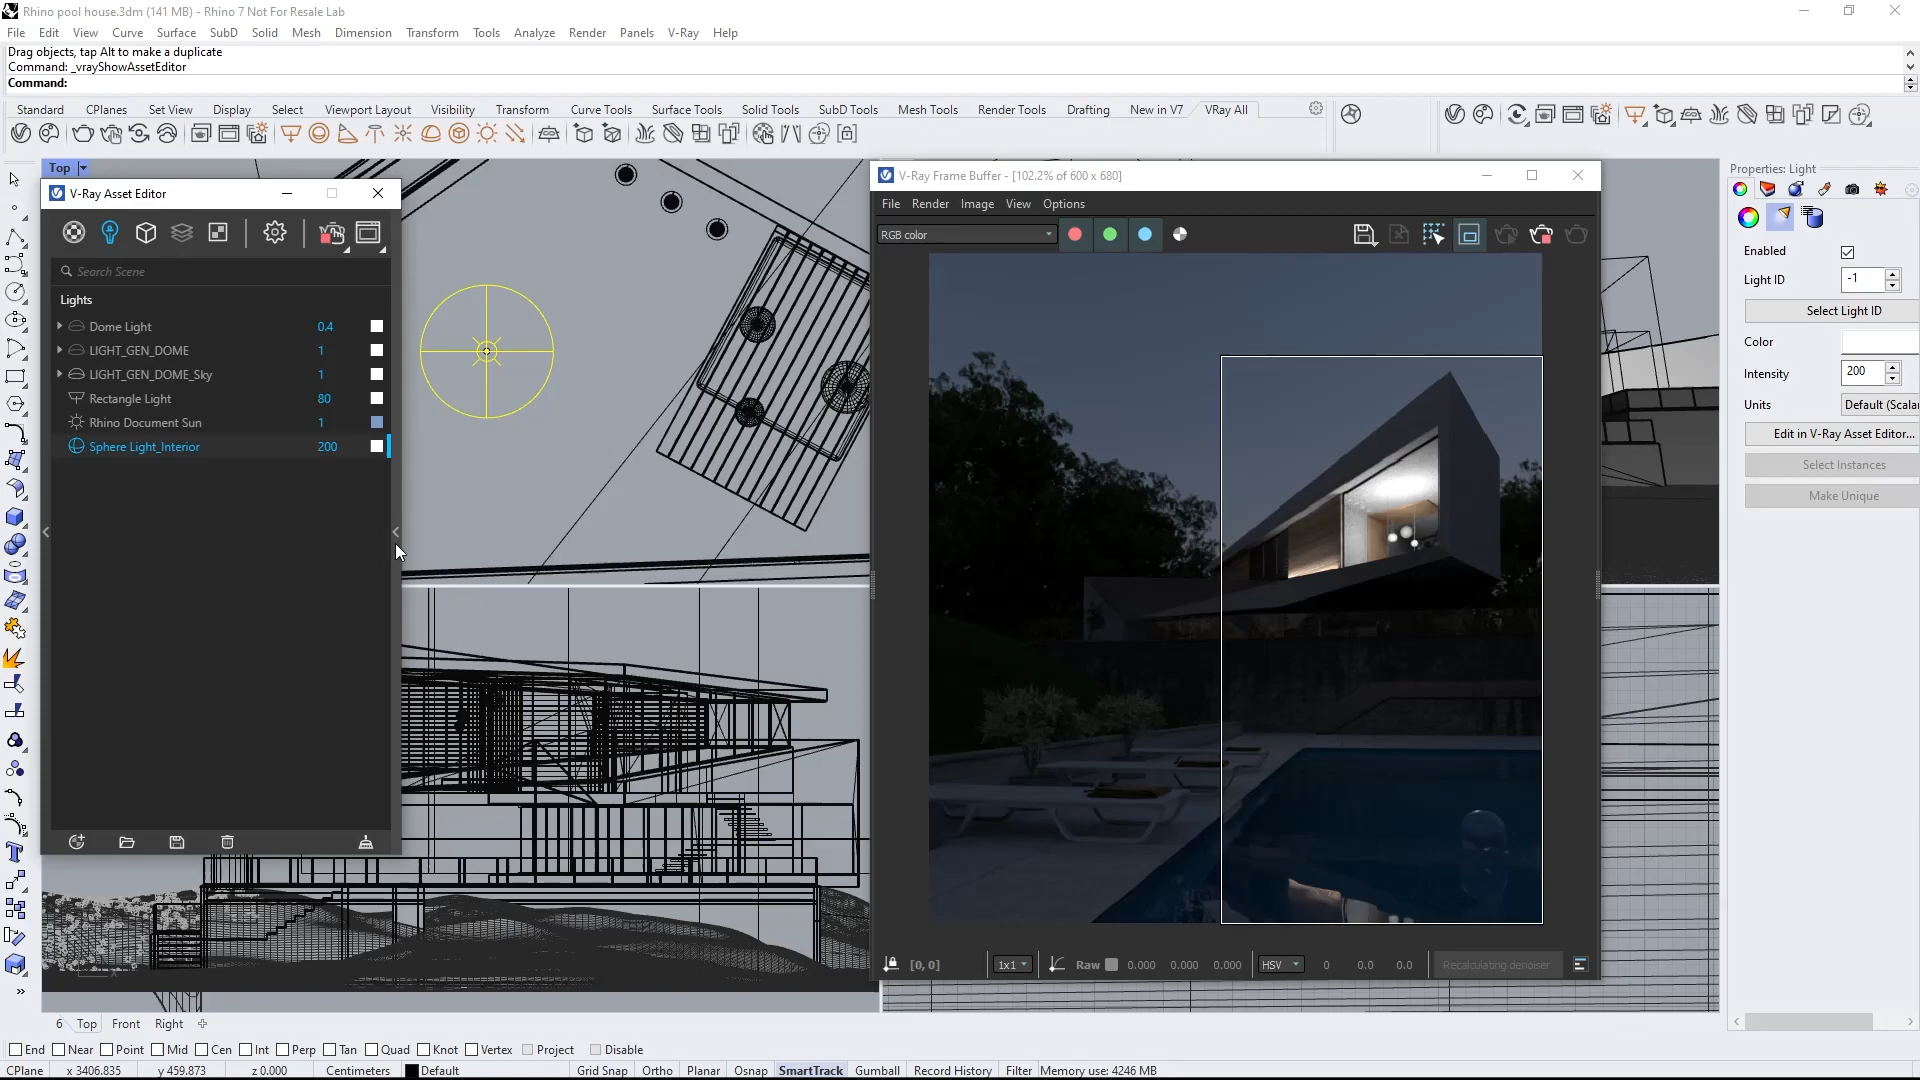 Rhino pool house.3dm (141 MB) - Rhino 7 Not For Resale Lab
File Edit View Curve Surface SubD Solid Mesh Dimension Transform Tools Analyze Render Panels V-Ray Help
Drag objects, tap Alt to make a duplicate
Command: _vrayShowAssetEditor
Command:
Standard CPlanes Set View Display Select Viewport Layout Visibility Transform Curve Tools Surface Tools Solid Tools SubD Tools Mesh Tools Render Tools Drafting New in V7 VRay All
Top
V-Ray Asset Editor
Search Scene
Lights
Dome Light 0.4
LIGHT_GEN_DOME 1
LIGHT_GEN_DOME_Sky 1
Rectangle Light 80
Rhino Document Sun 1
Sphere Light_Interior 200
V-Ray Frame Buffer - [102.2% of 600 x 680]
File Render Image View Options
RGB color
[0, 0] 1x1 Raw 0.000 0.000 0.000 HSV 0 0.0 0.0 Recalculating denoiser
Properties: Light
Enabled
Light ID -1
Select Light ID
Color
Intensity 200
Units Default (Scalar
Edit in V-Ray Asset Editor...
Select Instances
Make Unique
6 Top Front Right
End Near Point Mid Cen Int Perp Tan Quad Knot Vertex Project Disable
CPlane x 3406.835 y 459.873 z 0.000 Centimeters Default Grid Snap Ortho Planar Osnap SmartTrack Gumball Record History Filter Memory use: 4246 MB